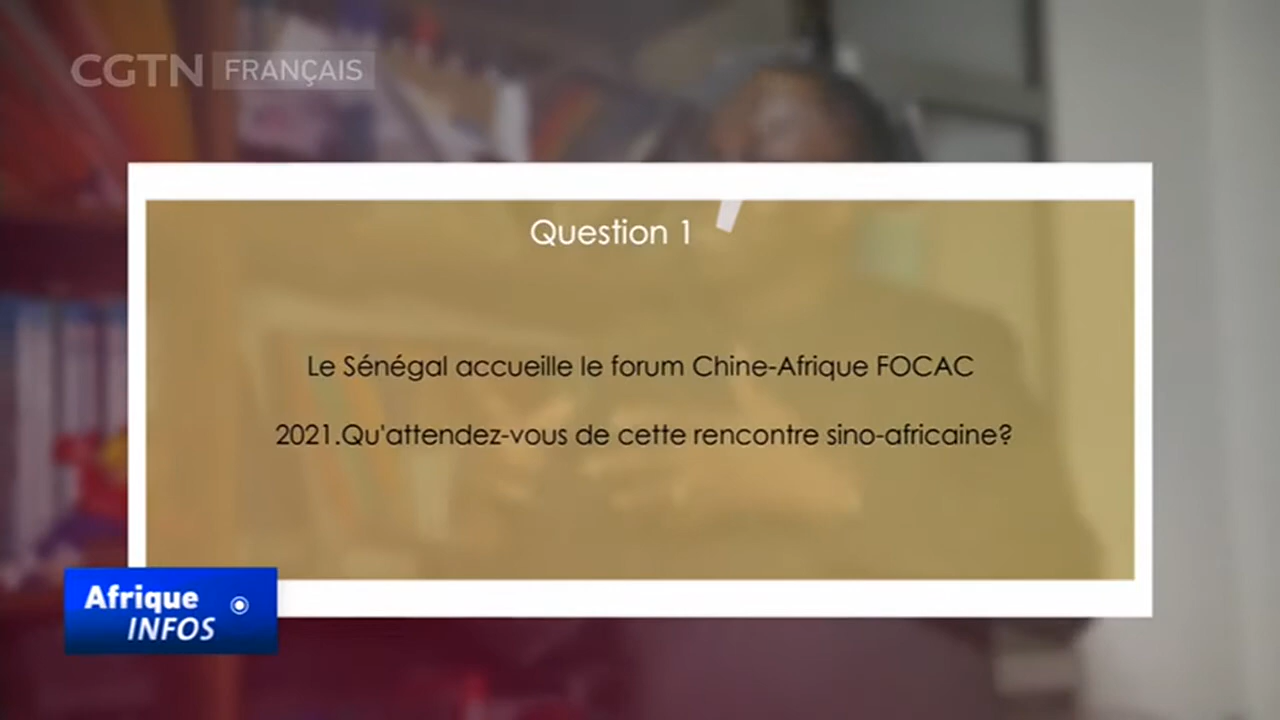 CGTN FRANÇAIS
Question 1
Le Sénégal accueille le forum Chine-Afrique FOCAC
2021.Qu'attendez-vous de cette rencontre sino-africaine?
Afrique
INFOS